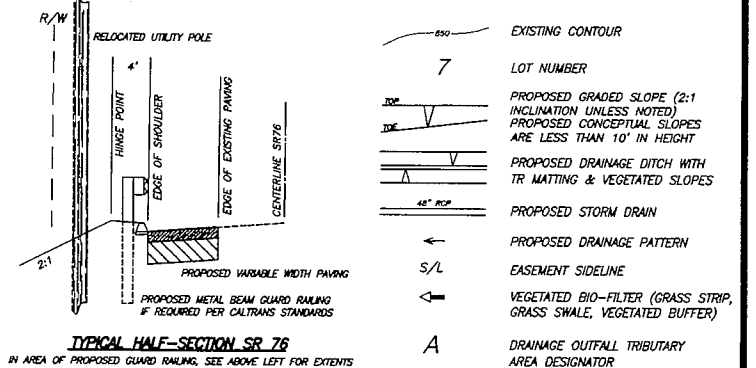 R/W
RELOCATED UTILITY POLE
4'
HINGE POINT
EDGE OF SHOULDER
EDGE OF EXISTING PAVING
CENTERLINE SR76
2:1
PROPOSED VARIABLE WIDTH PAVING
PROPOSED METAL BEAM GUARD RAILING
IF REQUIRED PER CALTRANS STANDARDS
TYPICAL HALF-SECTION SR 76
IN AREA OF PROPOSED GUARD RAILING, SEE ABOVE LEFT FOR EXTENTS
850
EXISTING CONTOUR
7
LOT NUMBER
TOP
TOE
PROPOSED GRADED SLOPE (2:1
INCLINATION UNLESS NOTED)
PROPOSED CONCEPTUAL SLOPES
ARE LESS THAN 10' IN HEIGHT
PROPOSED DRAINAGE DITCH WITH
TR MATTING & VEGETATED SLOPES
48" RCP
PROPOSED STORM DRAIN
PROPOSED DRAINAGE PATTERN
S/L
EASEMENT SIDELINE
VEGETATED BIO-FILTER (GRASS STRIP,
GRASS SWALE, VEGETATED BUFFER)
A
DRAINAGE OUTFALL TRIBUTARY
AREA DESIGNATOR